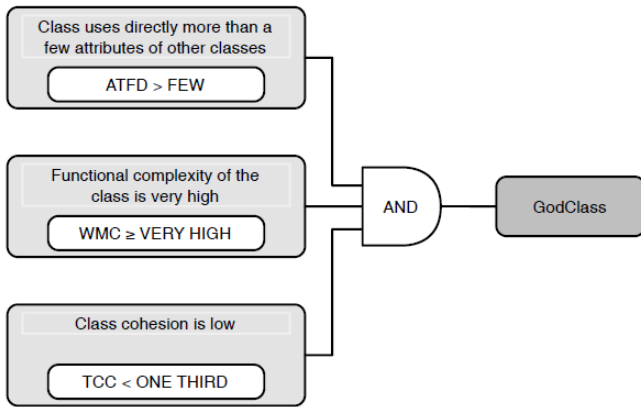 Class uses directly more than a
few attributes of other classes
ATFD > FEW
Functional complexity of the
class is very high
WMC ≥ VERY HIGH
Class cohesion is low
TCC < ONE THIRD
AND
GodClass